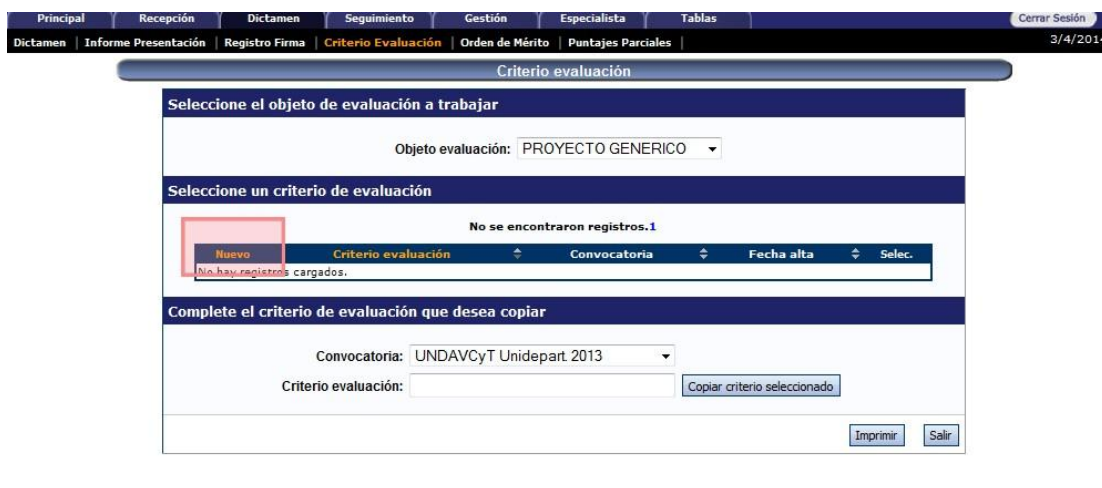 Principal Recepción Dictamen Seguimiento Gestión Especialista Tablas Cerrar Sesión
Dictamen | Informe Presentación | Registro Firma | Criterio Evaluación | Orden de Mérito | Puntajes Parciales | 3/4/201
Criterio evaluación
Seleccione el objeto de evaluación a trabajar
Objeto evaluación: PROYECTO GENERICO
Seleccione un criterio de evaluación
No se encontraron registros.1
Nuevo Criterio evaluación Convocatoria Fecha alta Selec.
No hay registros cargados.
Complete el criterio de evaluación que desea copiar
Convocatoria: UNDAVCyT Unidepart. 2013
Criterio evaluación: Copiar criterio seleccionado
Imprimir Salir